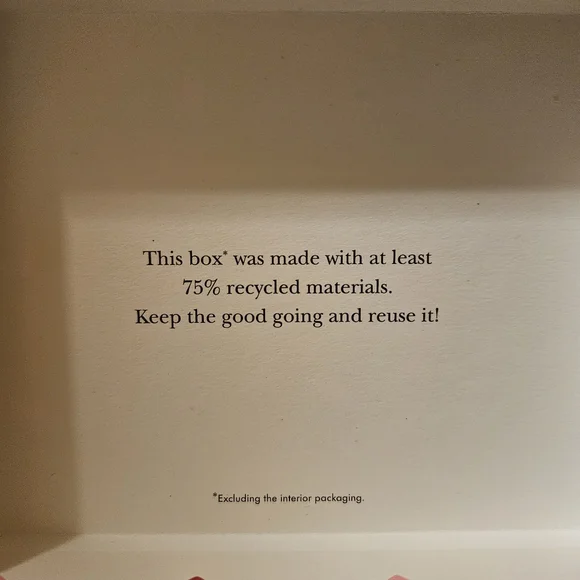 This box* was made with at least
75% recycled materials.
Keep the good going and reuse it!
*Excluding the interior packaging.